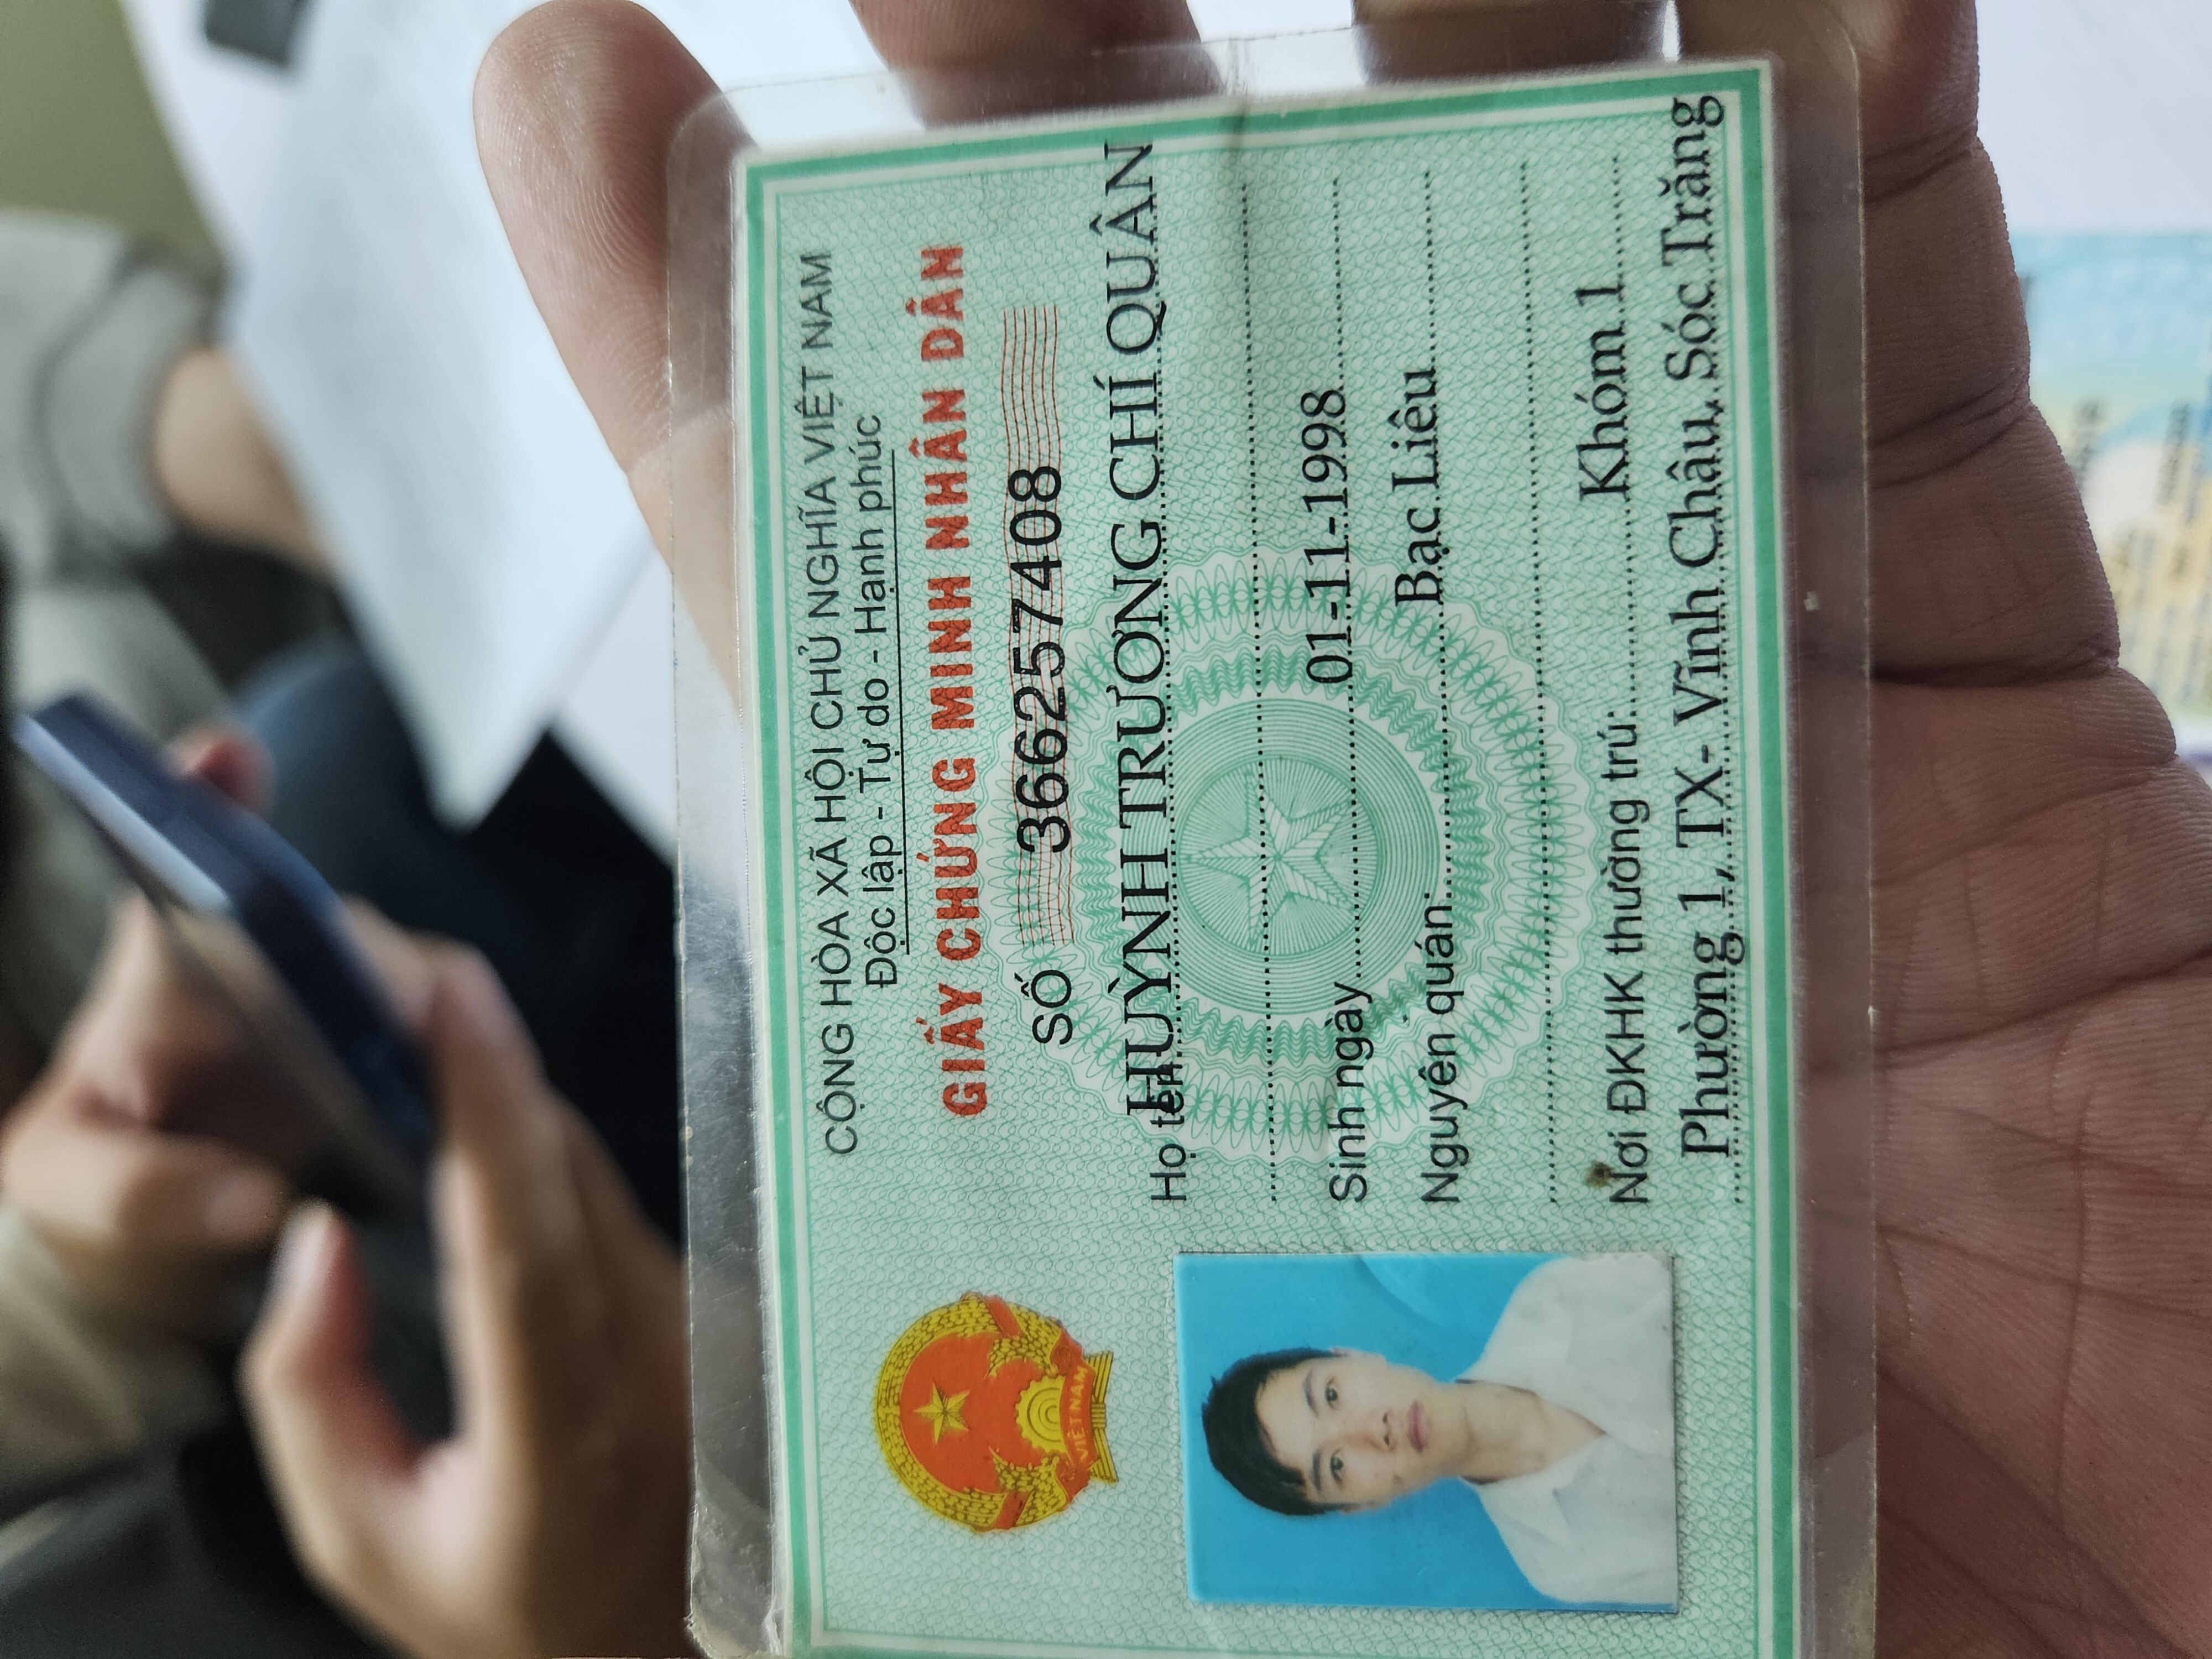 CỘNG HÒA XÃ HỘI CHỦ NGHĨA VIỆT NAM
Độc lập - Tự do - Hạnh phúc
GIẤY CHỨNG MINH NHÂN DÂN
SỐ 366257408
Họ tên HUỲNH TRƯƠNG CHÍ QUÂN
Sinh ngày 01-11-1998
Nguyên quán: Bạc Liêu
Nơi ĐKHK thường trú: Khóm 1
Phường 1, TX- Vĩnh Châu, Sóc Trăng
VIỆT NAM